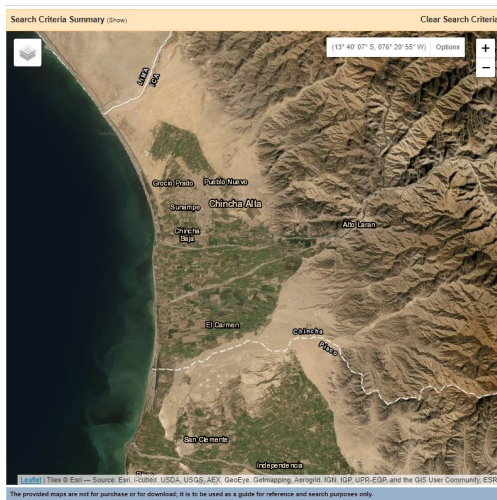 Search Criteria Summary (Show)
Clear Search Criteria
(13° 40' 07" S, 076° 20' 55" W) Options
+
−
LIMA
ICA
Grocio Prado
Pueblo Nuevo
Sunampe
Chincha Alta
Chincha
Baja
Alto Laran
El Carmen
Chincha
Pisco
San Clemente
Independencia
Leaflet | Tiles © Esri — Source: Esri, i-cubed, USDA, USGS, AEX, GeoEye, Getmapping, Aerogrid, IGN, IGP, UPR-EGP, and the GIS User Community, ESR
The provided maps are not for purchase or for download; it is to be used as a guide for reference and search purposes only.